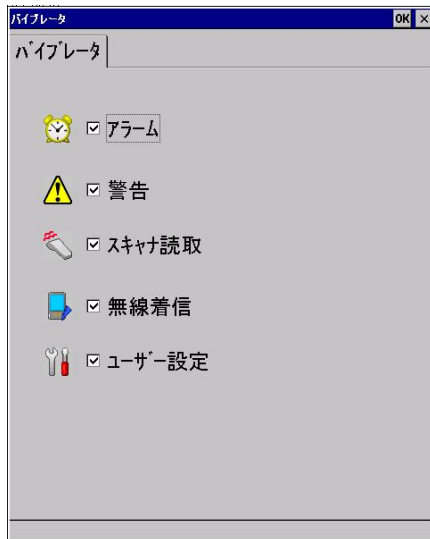 バイブレータ OK ×
バイブレータ
アラーム
警告
スキャナ読取
無線着信
ユーザー設定